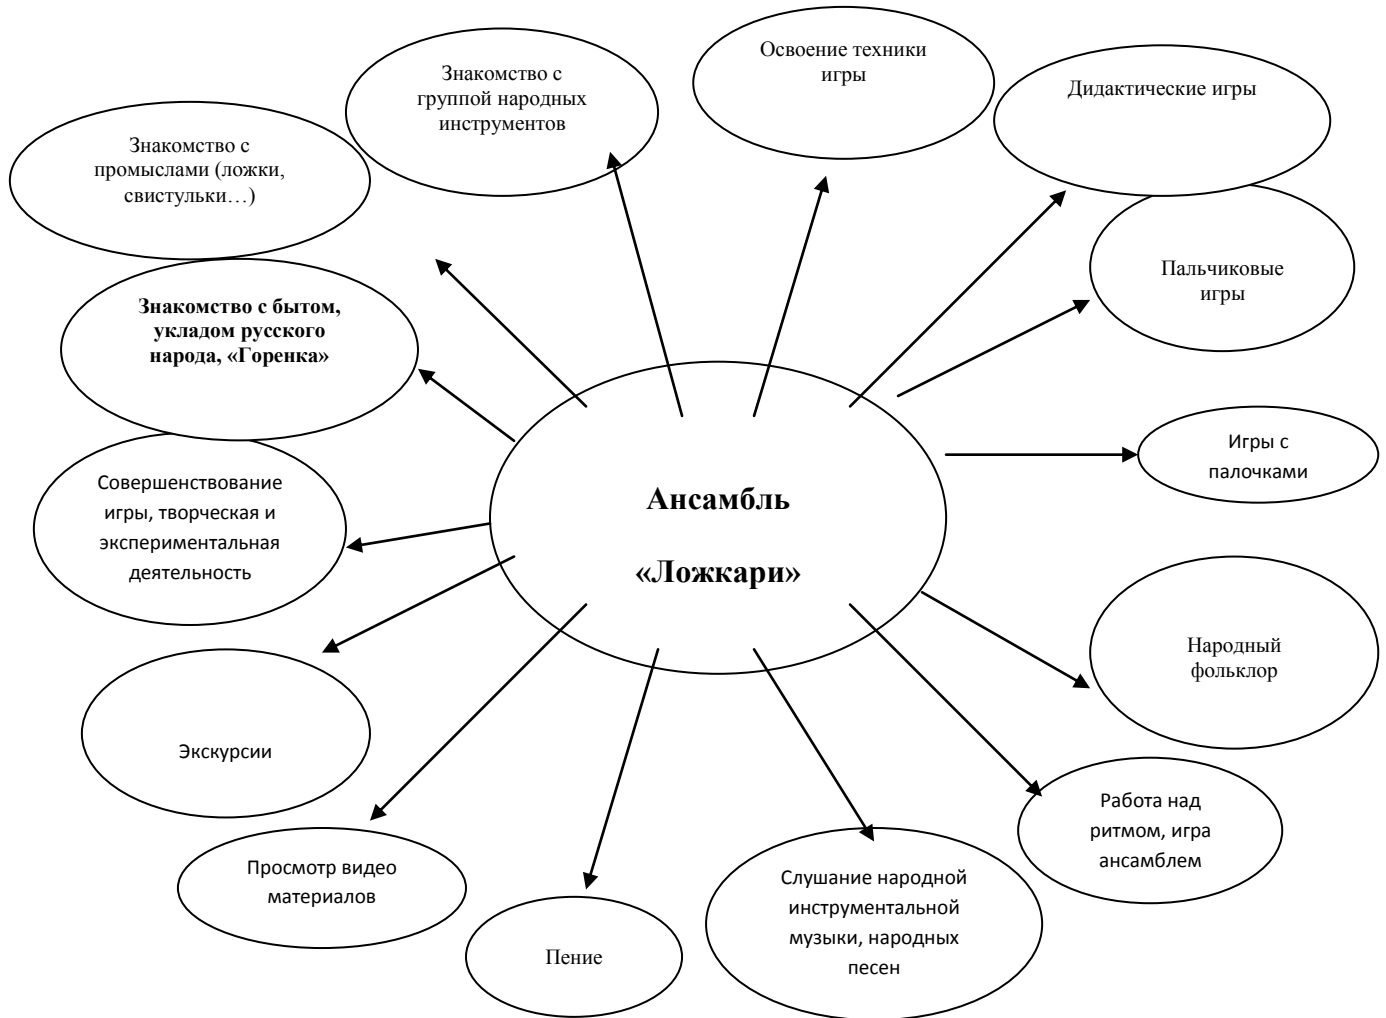 Освоение техники
игры
Знакомство с
группой народных
инструментов
Дидактические игры
Знакомство с
промыслами (ложки,
свистульки…)
Пальчиковые
игры
Знакомство с бытом,
укладом русского
народа, «Горенка»
Игры с
палочками
Совершенствование
игры, творческая и
экспериментальная
деятельность
Ансамбль
«Ложкари»
Народный
фольклор
Экскурсии
Работа над
ритмом, игра
ансамблем
Просмотр видео
материалов
Слушание народной
инструментальной
музыки, народных
песен
Пение